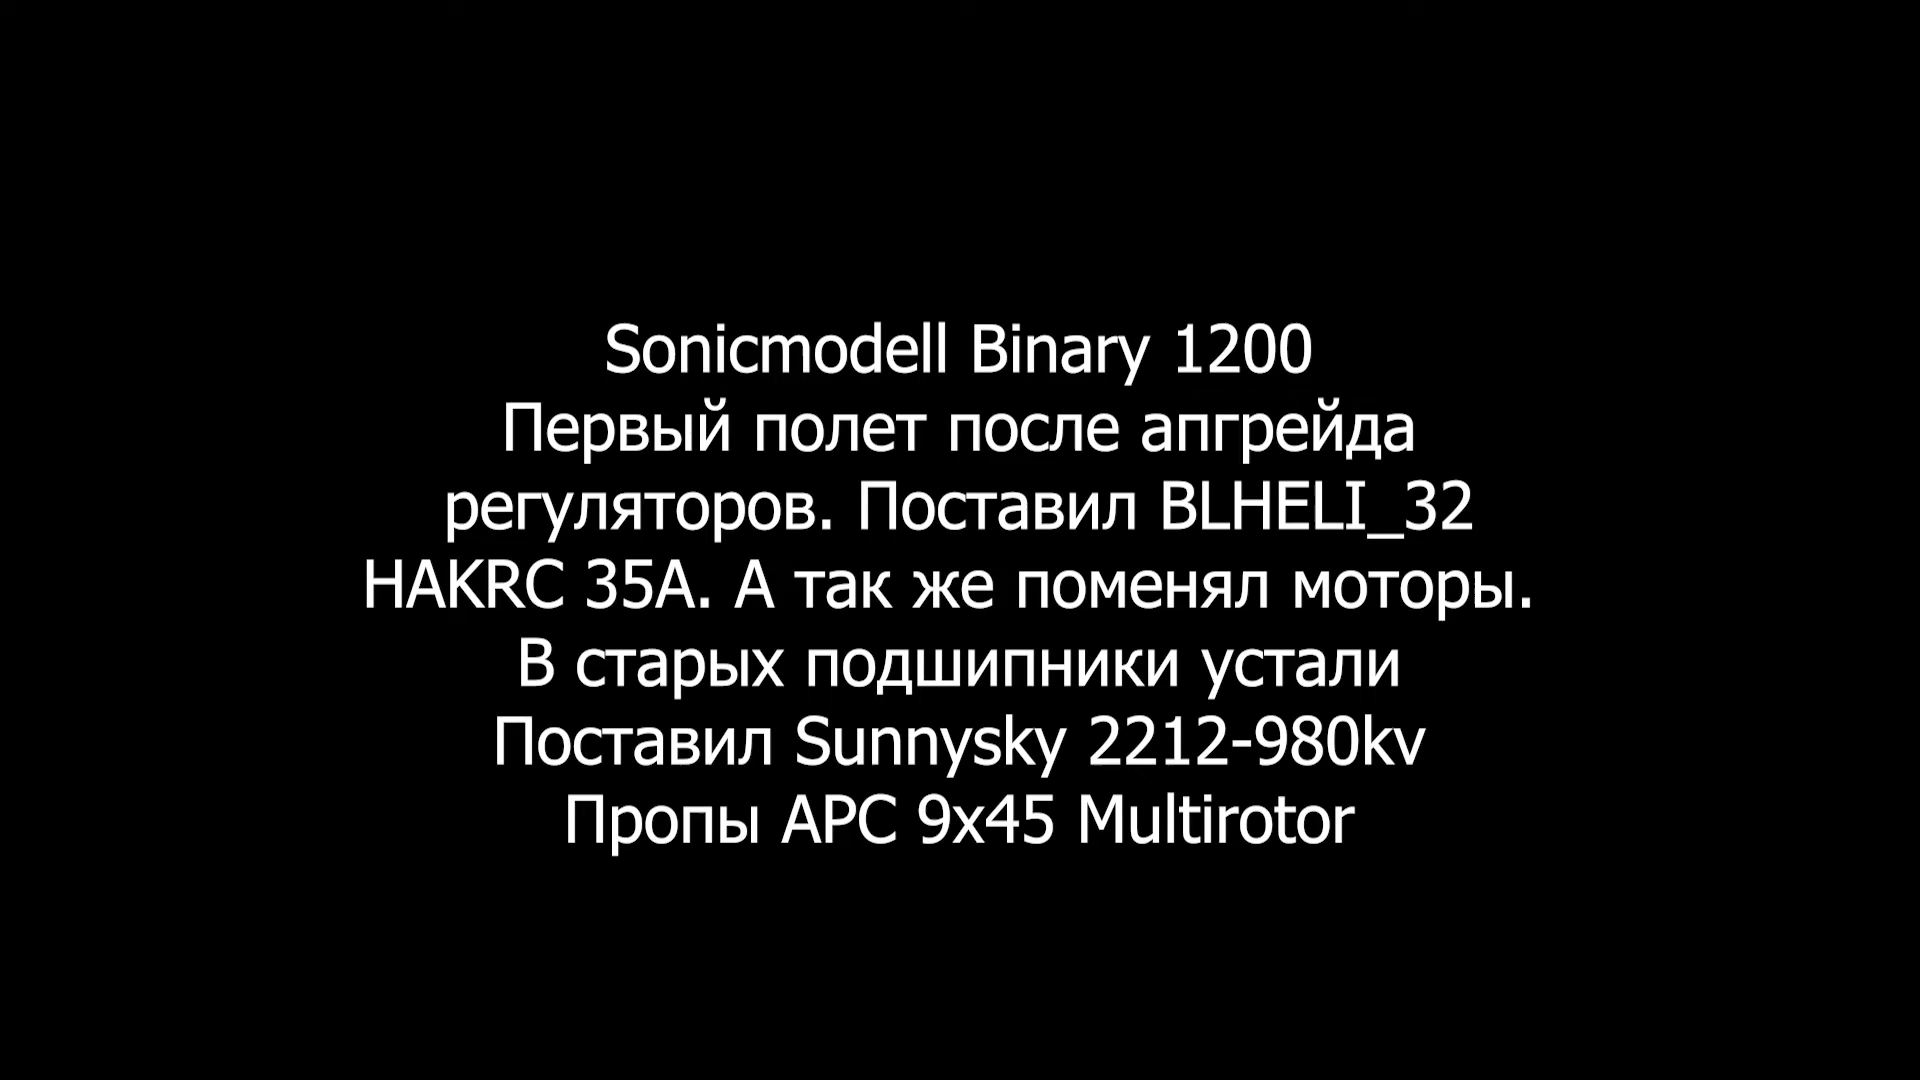 Sonicmodell Binary 1200
Первый полет после апгрейда
регуляторов. Поставил BLHELI_32
HAKRC 35A. А так же поменял моторы.
В старых подшипники устали
Поставил Sunnysky 2212-980kv
Пропы APC 9x45 Multirotor